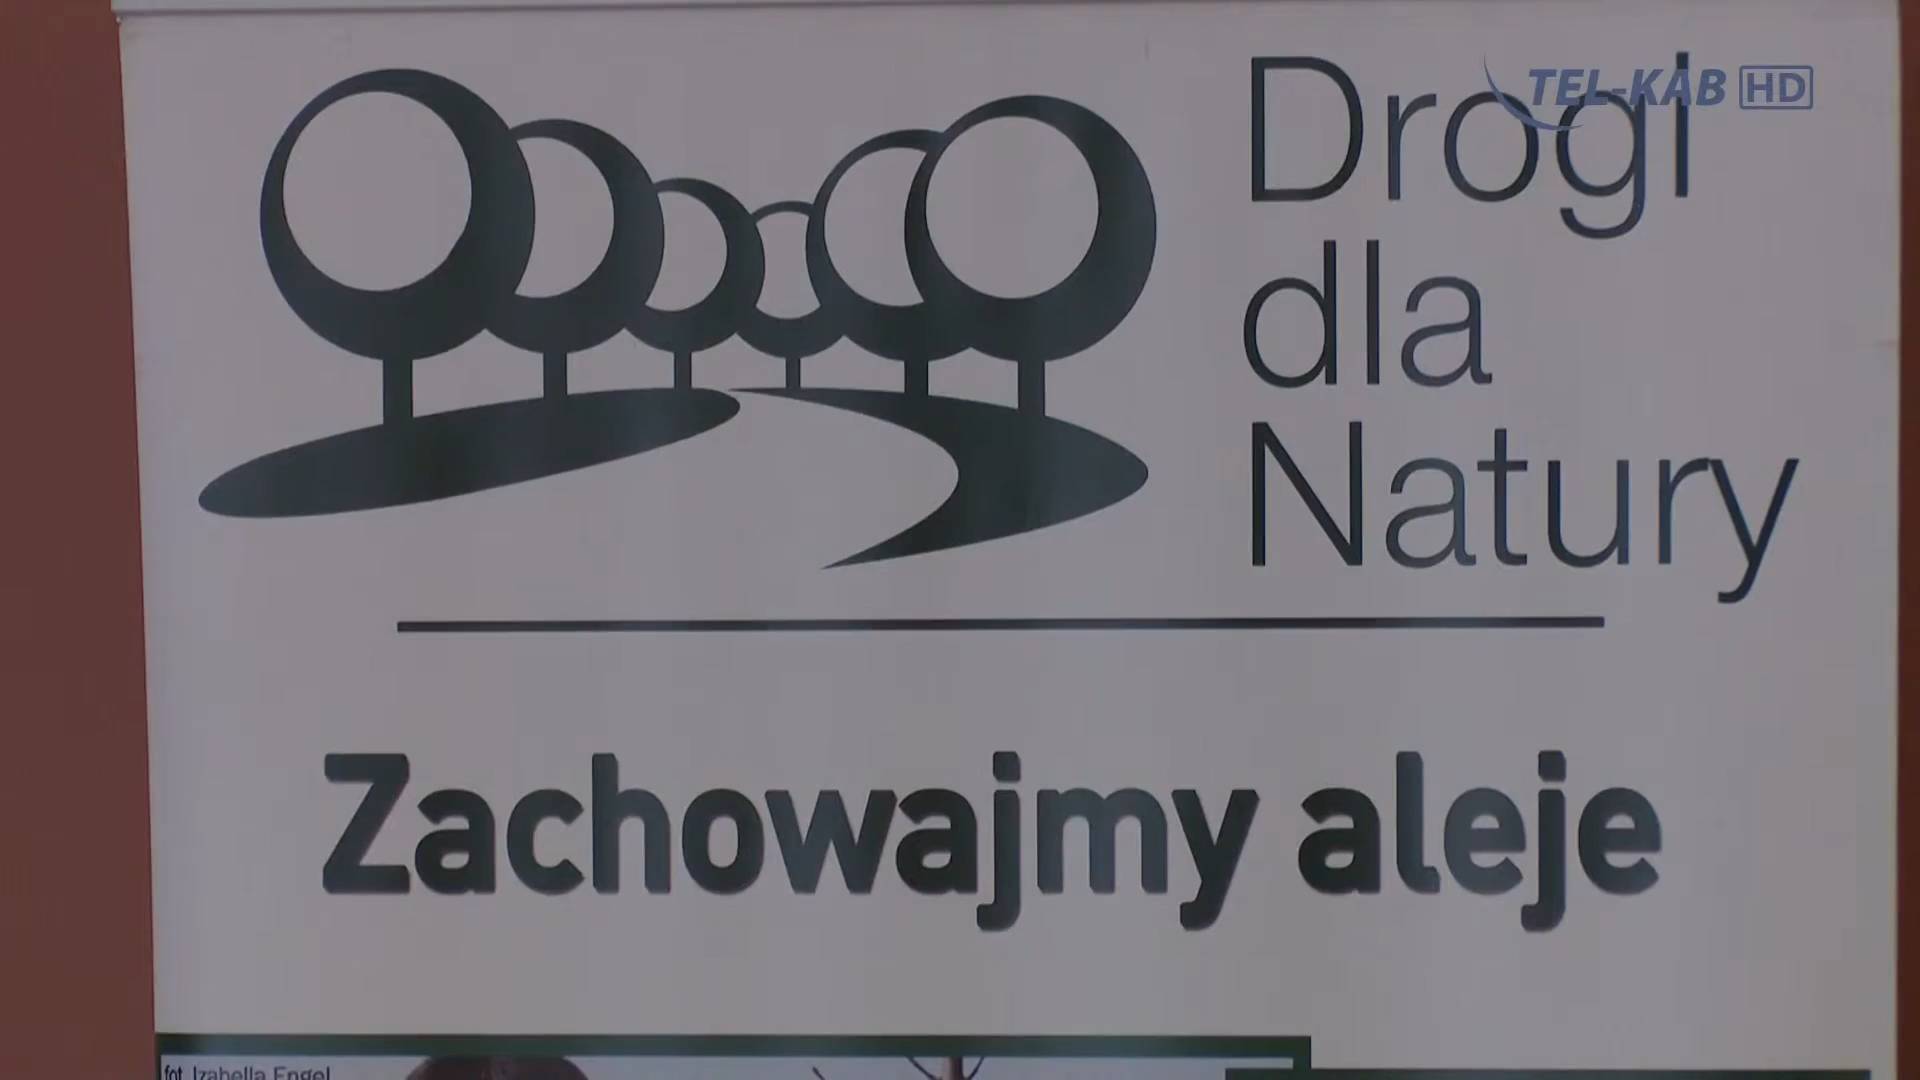 Drogi
dla
Natury
TEL-KAB HD
Zachowajmy aleje
fot. Izabella Engel